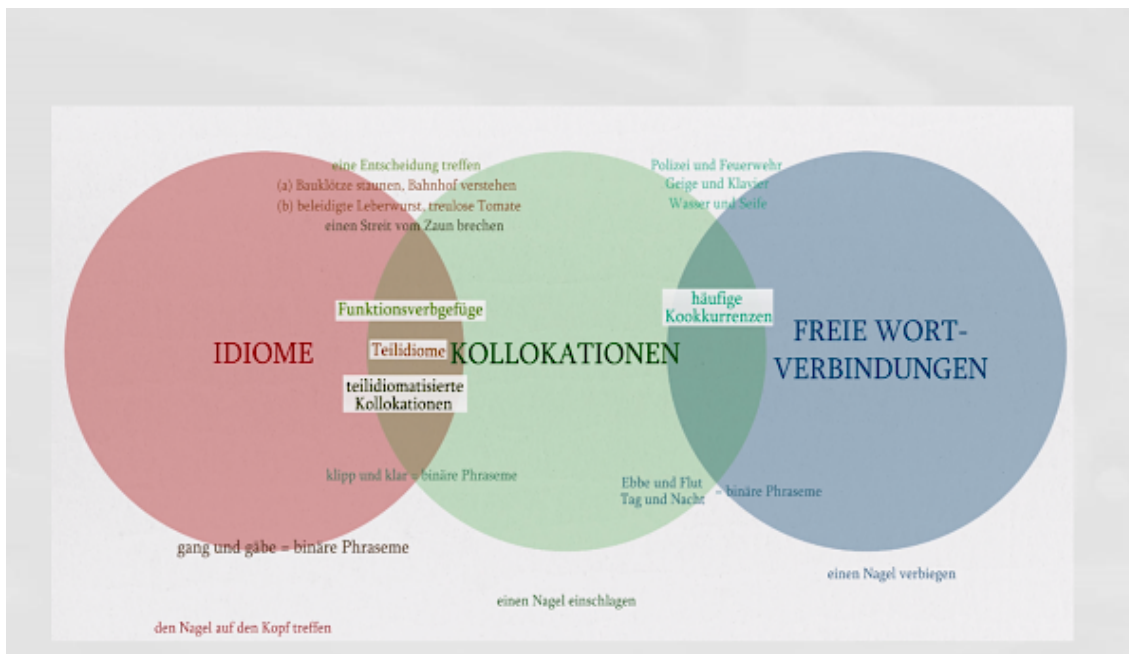 eine Entscheidung treffen
(a) Bauklötze staunen, Bahnhof verstehen
(b) beleidigte Leberwurst, treulose Tomate
einen Streit vom Zaun brechen
Polizei und Feuerwehr
Geige und Klavier
Wasser und Seife
Funktionsverbgefüge
IDIOME
Teilidiome
KOLLOKATIONEN
teilidiomatisierte
Kollokationen
häufige
Kookkurrenzen
FREIE WORT-
VERBINDUNGEN
klipp und klar = binäre Phraseme
Ebbe und Flut
Tag und Nacht
= binäre Phraseme
gang und gäbe = binäre Phraseme
einen Nagel verbiegen
einen Nagel einschlagen
den Nagel auf den Kopf treffen